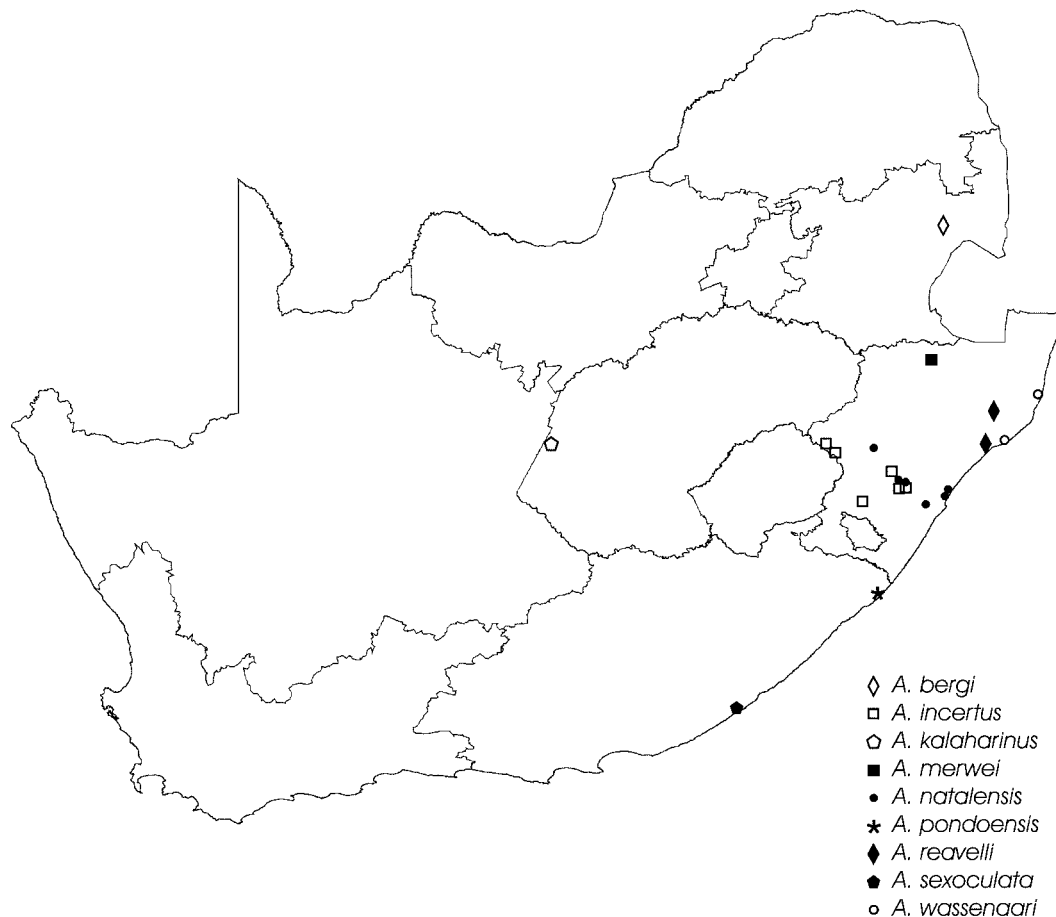 A. bergi
A. incertus
A. kalaharinus
A. merwei
A. natalensis
A. pondoensis
A. reavelli
A. sexoculata
A. wassenaari